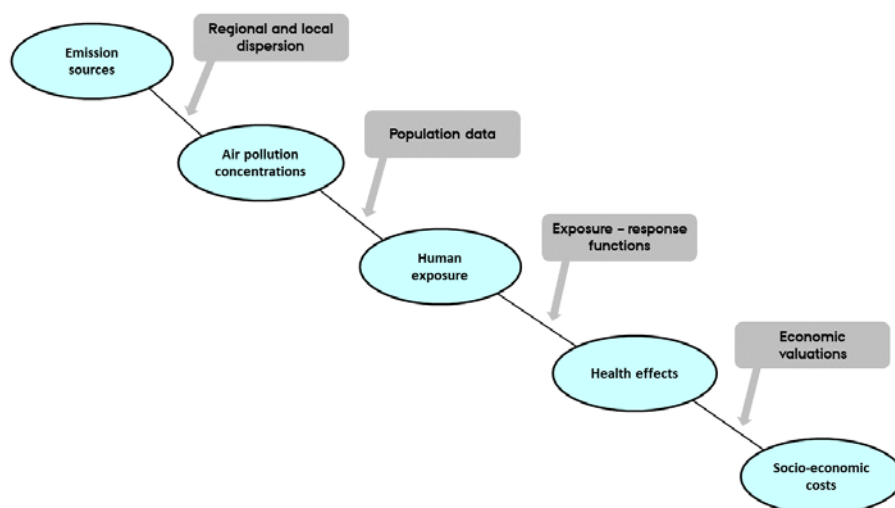 Emission
sources
Regional and local
dispersion
Air pollution
concentrations
Population data
Human
exposure
Exposure – response
functions
Health effects
Economic
valuations
Socio-economic
costs